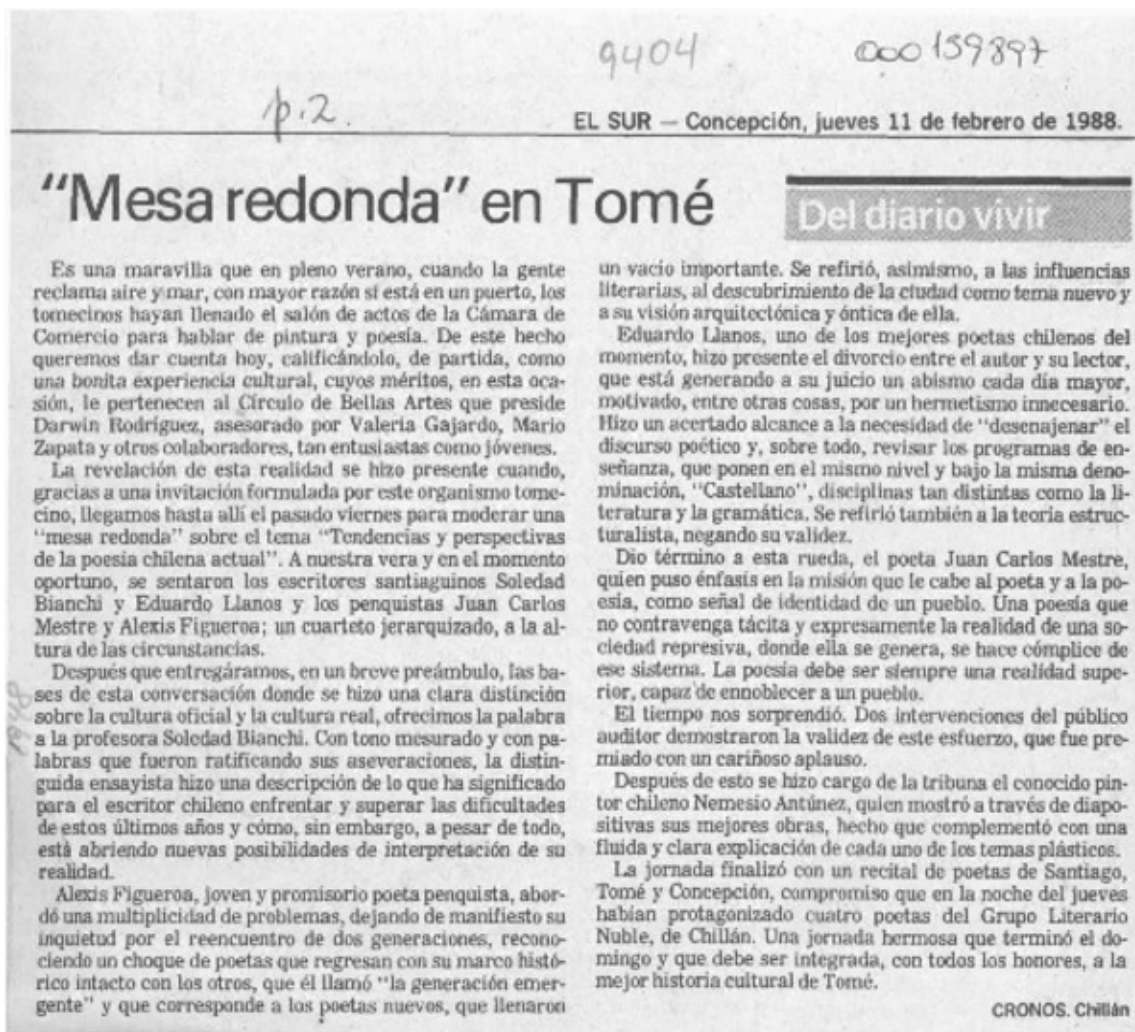 9404
000159897
p.2.
EL SUR — Concepción, jueves 11 de febrero de 1988.
“Mesa redonda” en Tomé
Del diario vivir
Es una maravilla que en pleno verano, cuando la gente
reclama aire y mar, con mayor razón si está en un puerto, los
tomecinos hayan llenado el salón de actos de la Cámara de
Comercio para hablar de pintura y poesía. De este hecho
queremos dar cuenta hoy, calificándolo, de partida, como
una bonita experiencia cultural, cuyos méritos, en esta oca-
sión, le pertenecen al Círculo de Bellas Artes que preside
Darwin Rodríguez, asesorado por Valeria Gajardo, Mario
Zapata y otros colaboradores, tan entusiastas como jóvenes.
La revelación de esta realidad se hizo presente cuando,
gracias a una invitación formulada por este organismo tome-
cino, llegamos hasta allí el pasado viernes para moderar una
“mesa redonda” sobre el tema “Tendencias y perspectivas
de la poesía chilena actual”. A nuestra vera y en el momento
oportuno, se sentaron los escritores santiaguinos Soledad
Bianchi y Eduardo Llanos y los penquistas Juan Carlos
Mestre y Alexis Figueroa; un cuarteto jerarquizado, a la al-
tura de las circunstancias.
Después que entregáramos, en un breve preámbulo, las ba-
ses de esta conversación donde se hizo una clara distinción
sobre la cultura oficial y la cultura real, ofrecimos la palabra
a la profesora Soledad Bianchi. Con tono mesurado y con pa-
labras que fueron ratificando sus aseveraciones, la distin-
guida ensayista hizo una descripción de lo que ha significado
para el escritor chileno enfrentar y superar las dificultades
de estos últimos años y cómo, sin embargo, a pesar de todo,
está abriendo nuevas posibilidades de interpretación de su
realidad.
Alexis Figueroa, joven y promisorio poeta penquista, abor-
dó una multiplicidad de problemas, dejando de manifiesto su
inquietud por el reencuentro de dos generaciones, recono-
ciendo un choque de poetas que regresan con su marco histó-
rico intacto con los otros, que él llamó “la generación emer-
gente” y que corresponde a los poetas nuevos, que llenaron
un vacío importante. Se refirió, asimismo, a las influencias
literarias, al descubrimiento de la ciudad como tema nuevo y
a su visión arquitectónica y óntica de ella.
Eduardo Llanos, uno de los mejores poetas chilenos del
momento, hizo presente el divorcio entre el autor y su lector,
que está generando a su juicio un abismo cada día mayor,
motivado, entre otras cosas, por un hermetismo innecesario.
Hizo un acertado alcance a la necesidad de “desenajenar” el
discurso poético y, sobre todo, revisar los programas de en-
señanza, que ponen en el mismo nivel y bajo la misma deno-
minación, “Castellano”, disciplinas tan distintas como la li-
teratura y la gramática. Se refirió también a la teoría estruc-
turalista, negando su validez.
Dio término a esta rueda, el poeta Juan Carlos Mestre,
quien puso énfasis en la misión que le cabe al poeta y a la po-
esía, como señal de identidad de un pueblo. Una poesía que
no contravenga tácita y expresamente la realidad de una so-
ciedad represiva, donde ella se genera, se hace cómplice de
ese sistema. La poesía debe ser siempre una realidad supe-
rior, capaz de ennoblecer a un pueblo.
El tiempo nos sorprendió. Dos intervenciones del público
auditor demostraron la validez de este esfuerzo, que fue pre-
miado con un cariñoso aplauso.
Después de esto se hizo cargo de la tribuna el conocido pin-
tor chileno Nemesio Antúnez, quien mostró a través de diapo-
sitivas sus mejores obras, hecho que complementó con una
fluida y clara explicación de cada uno de los temas plásticos.
La jornada finalizó con un recital de poetas de Santiago,
Tomé y Concepción, compromiso que en la noche del jueves
habían protagonizado cuatro poetas del Grupo Literario
Ñuble, de Chillán. Una jornada hermosa que terminó el do-
mingo y que debe ser integrada, con todos los honores, a la
mejor historia cultural de Tomé.
CRONOS. Chillán